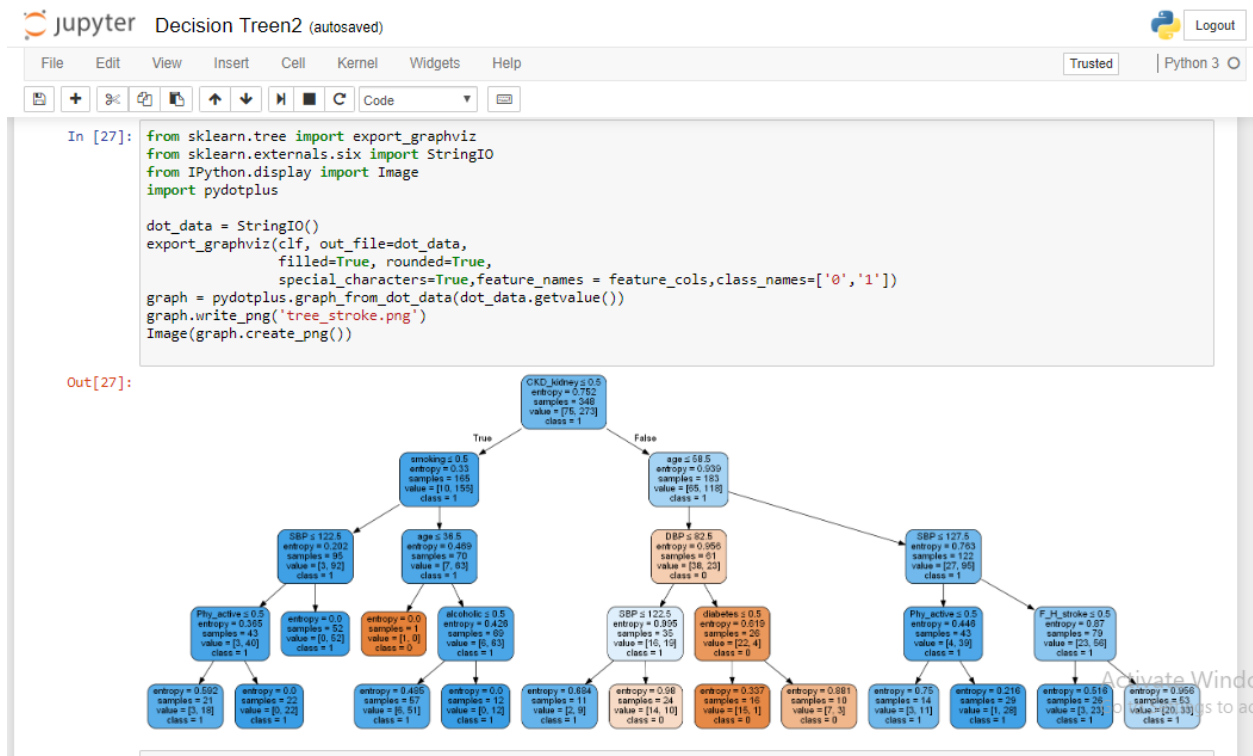 jupyter Decision Treen2 (autosaved)
Logout
File Edit View Insert Cell Kernel Widgets Help
Trusted
Python 3
Code
In [27]:
from sklearn.tree import export_graphviz
from sklearn.externals.six import StringIO
from IPython.display import Image
import pydotplus
dot_data = StringIO()
export_graphviz(clf, out_file=dot_data,
filled=True, rounded=True,
special_characters=True,feature_names = feature_cols,class_names=['0','1'])
graph = pydotplus.graph_from_dot_data(dot_data.getvalue())
graph.write_png('tree_stroke.png')
Image(graph.create_png())
Out[27]:
CKD_kidney ≤ 0.5
entropy = 0.752
samples = 348
value = [75, 273]
class = 1
True
False
smoking ≤ 0.5
entropy = 0.33
samples = 165
value = [10, 155]
class = 1
age ≤ 58.5
entropy = 0.939
samples = 183
value = [65, 118]
class = 1
SBP ≤ 122.5
entropy = 0.202
samples = 95
value = [3, 92]
class = 1
age ≤ 36.5
entropy = 0.469
samples = 70
value = [7, 63]
class = 1
DBP ≤ 82.5
entropy = 0.956
samples = 61
value = [38, 23]
class = 0
SBP ≤ 127.5
entropy = 0.763
samples = 122
value = [27, 95]
class = 1
Phy_active ≤ 0.5
entropy = 0.365
samples = 43
value = [3, 40]
class = 1
entropy = 0.0
samples = 52
value = [0, 52]
class = 1
entropy = 0.0
samples = 1
value = [1, 0]
class = 0
alcoholic ≤ 0.5
entropy = 0.426
samples = 69
value = [6, 63]
class = 1
SBP ≤ 122.5
entropy = 0.995
samples = 35
value = [16, 19]
class = 1
diabetes ≤ 0.5
entropy = 0.619
samples = 26
value = [22, 4]
class = 0
Phy_active ≤ 0.5
entropy = 0.446
samples = 43
value = [4, 39]
class = 1
F_H_stroke ≤ 0.5
entropy = 0.87
samples = 79
value = [23, 56]
class = 1
entropy = 0.592
samples = 21
value = [3, 18]
class = 1
entropy = 0.0
samples = 22
value = [0, 22]
class = 1
entropy = 0.485
samples = 57
value = [6, 51]
class = 1
entropy = 0.0
samples = 12
value = [0, 12]
class = 1
entropy = 0.684
samples = 11
value = [2, 9]
class = 1
entropy = 0.98
samples = 24
value = [14, 10]
class = 0
entropy = 0.337
samples = 16
value = [15, 1]
class = 0
entropy = 0.881
samples = 10
value = [7, 3]
class = 0
entropy = 0.75
samples = 14
value = [3, 11]
class = 1
entropy = 0.216
samples = 29
value = [1, 28]
class = 1
entropy = 0.516
samples = 26
value = [3, 23]
class = 1
entropy = 0.956
samples = 53
value = [20, 33]
class = 1
Activate Windo
gs to ac